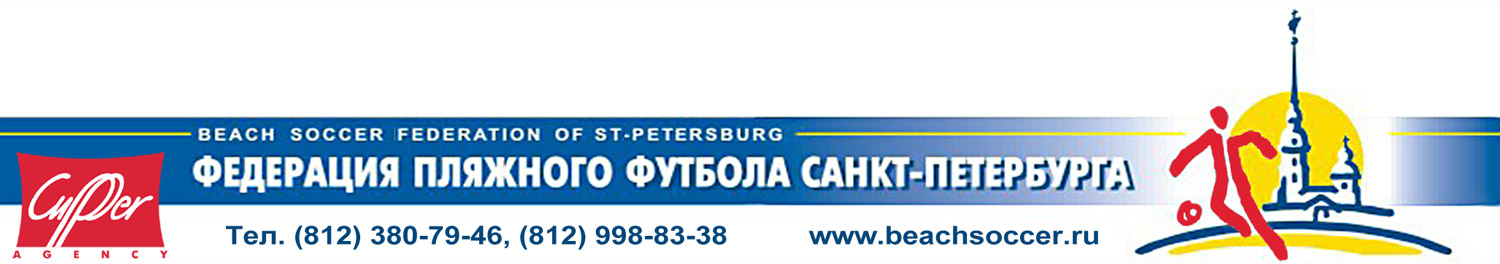 BEACH SOCCER FEDERATION OF ST-PETERSBURG
ФЕДЕРАЦИЯ ПЛЯЖНОГО ФУТБОЛА САНКТ-ПЕТЕРБУРГА
Супер
AGENCY
Тел. (812) 380-79-46, (812) 998-83-38 www.beachsoccer.ru